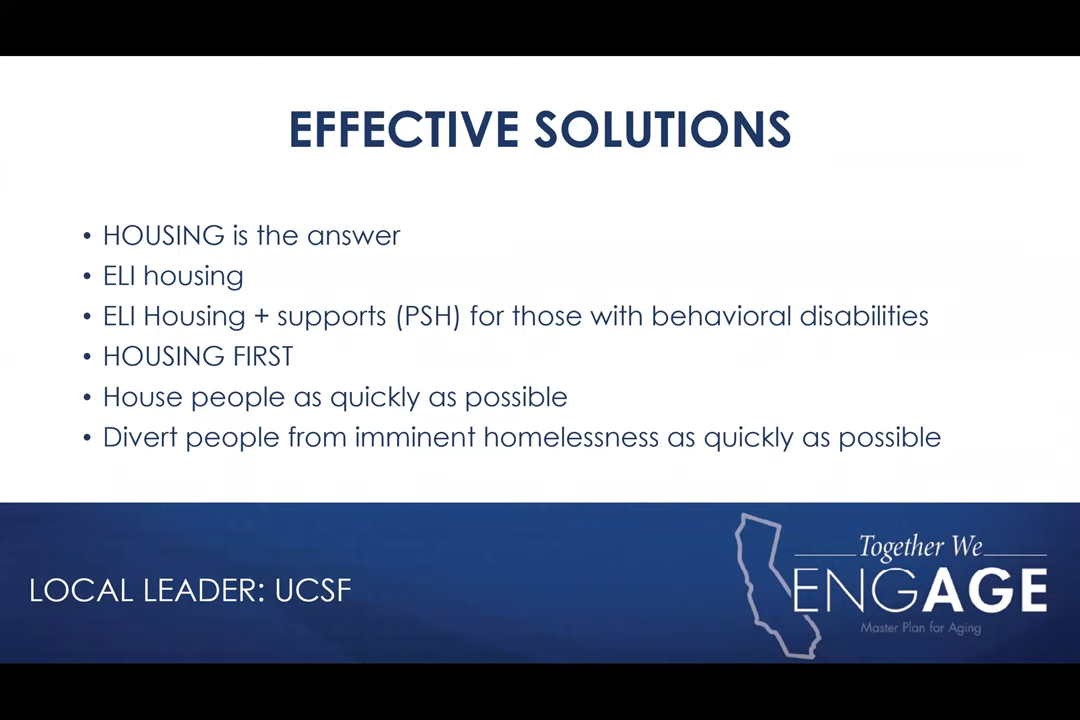 EFFECTIVE SOLUTIONS
• HOUSING is the answer
• ELI housing
• ELI Housing + supports (PSH) for those with behavioral disabilities
• HOUSING FIRST
• House people as quickly as possible
• Divert people from imminent homelessness as quickly as possible
LOCAL LEADER: UCSF
Together We
ENGAGE
Master Plan for Aging